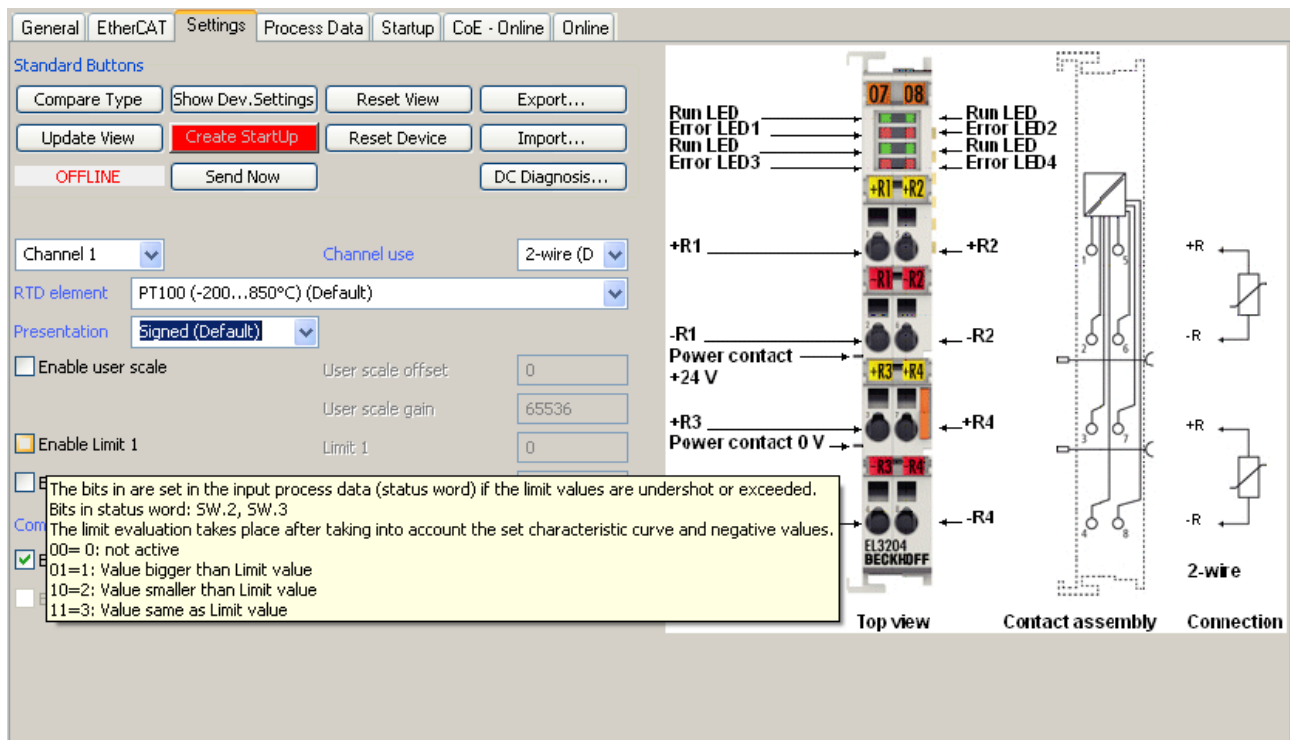 General EtherCAT Settings Process Data Startup CoE - Online Online
Standard Buttons
Compare Type Show Dev.Settings Reset View Export...
Update View Create StartUp Reset Device Import...
OFFLINE Send Now DC Diagnosis...
Channel 1 Channel use 2-wire (D
RTD element PT100 (-200...850°C) (Default)
Presentation Signed (Default)
Enable user scale User scale offset 0
User scale gain 65536
Enable Limit 1 Limit 1 0
The bits in are set in the input process data (status word) if the limit values are undershot or exceeded.
Bits in status word: SW.2, SW.3
The limit evaluation takes place after taking into account the set characteristic curve and negative values.
00= 0: not active
01=1: Value bigger than Limit value
10=2: Value smaller than Limit value
11=3: Value same as Limit value
07 08
Run LED Run LED
Error LED1 Error LED2
Run LED Run LED
Error LED3 Error LED4
+R1 +R2
+R1 +R2
-R1 -R2
-R1 -R2
Power contact
+24 V
+R3 +R4
+R3 +R4
Power contact 0 V
-R3 -R4
-R4
EL3204
BECKHOFF
Top view
1 5
2 6
3 7
4 8
Contact assembly
+R
-R
+R
-R
2-wire
Connection